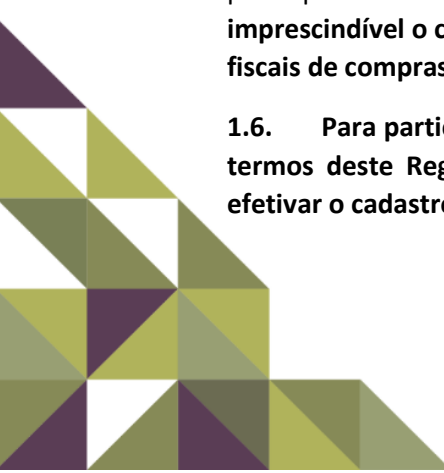 imprescindível o c
fiscais de compras
1.6. Para partic
termos deste Reg
efetivar o cadastro